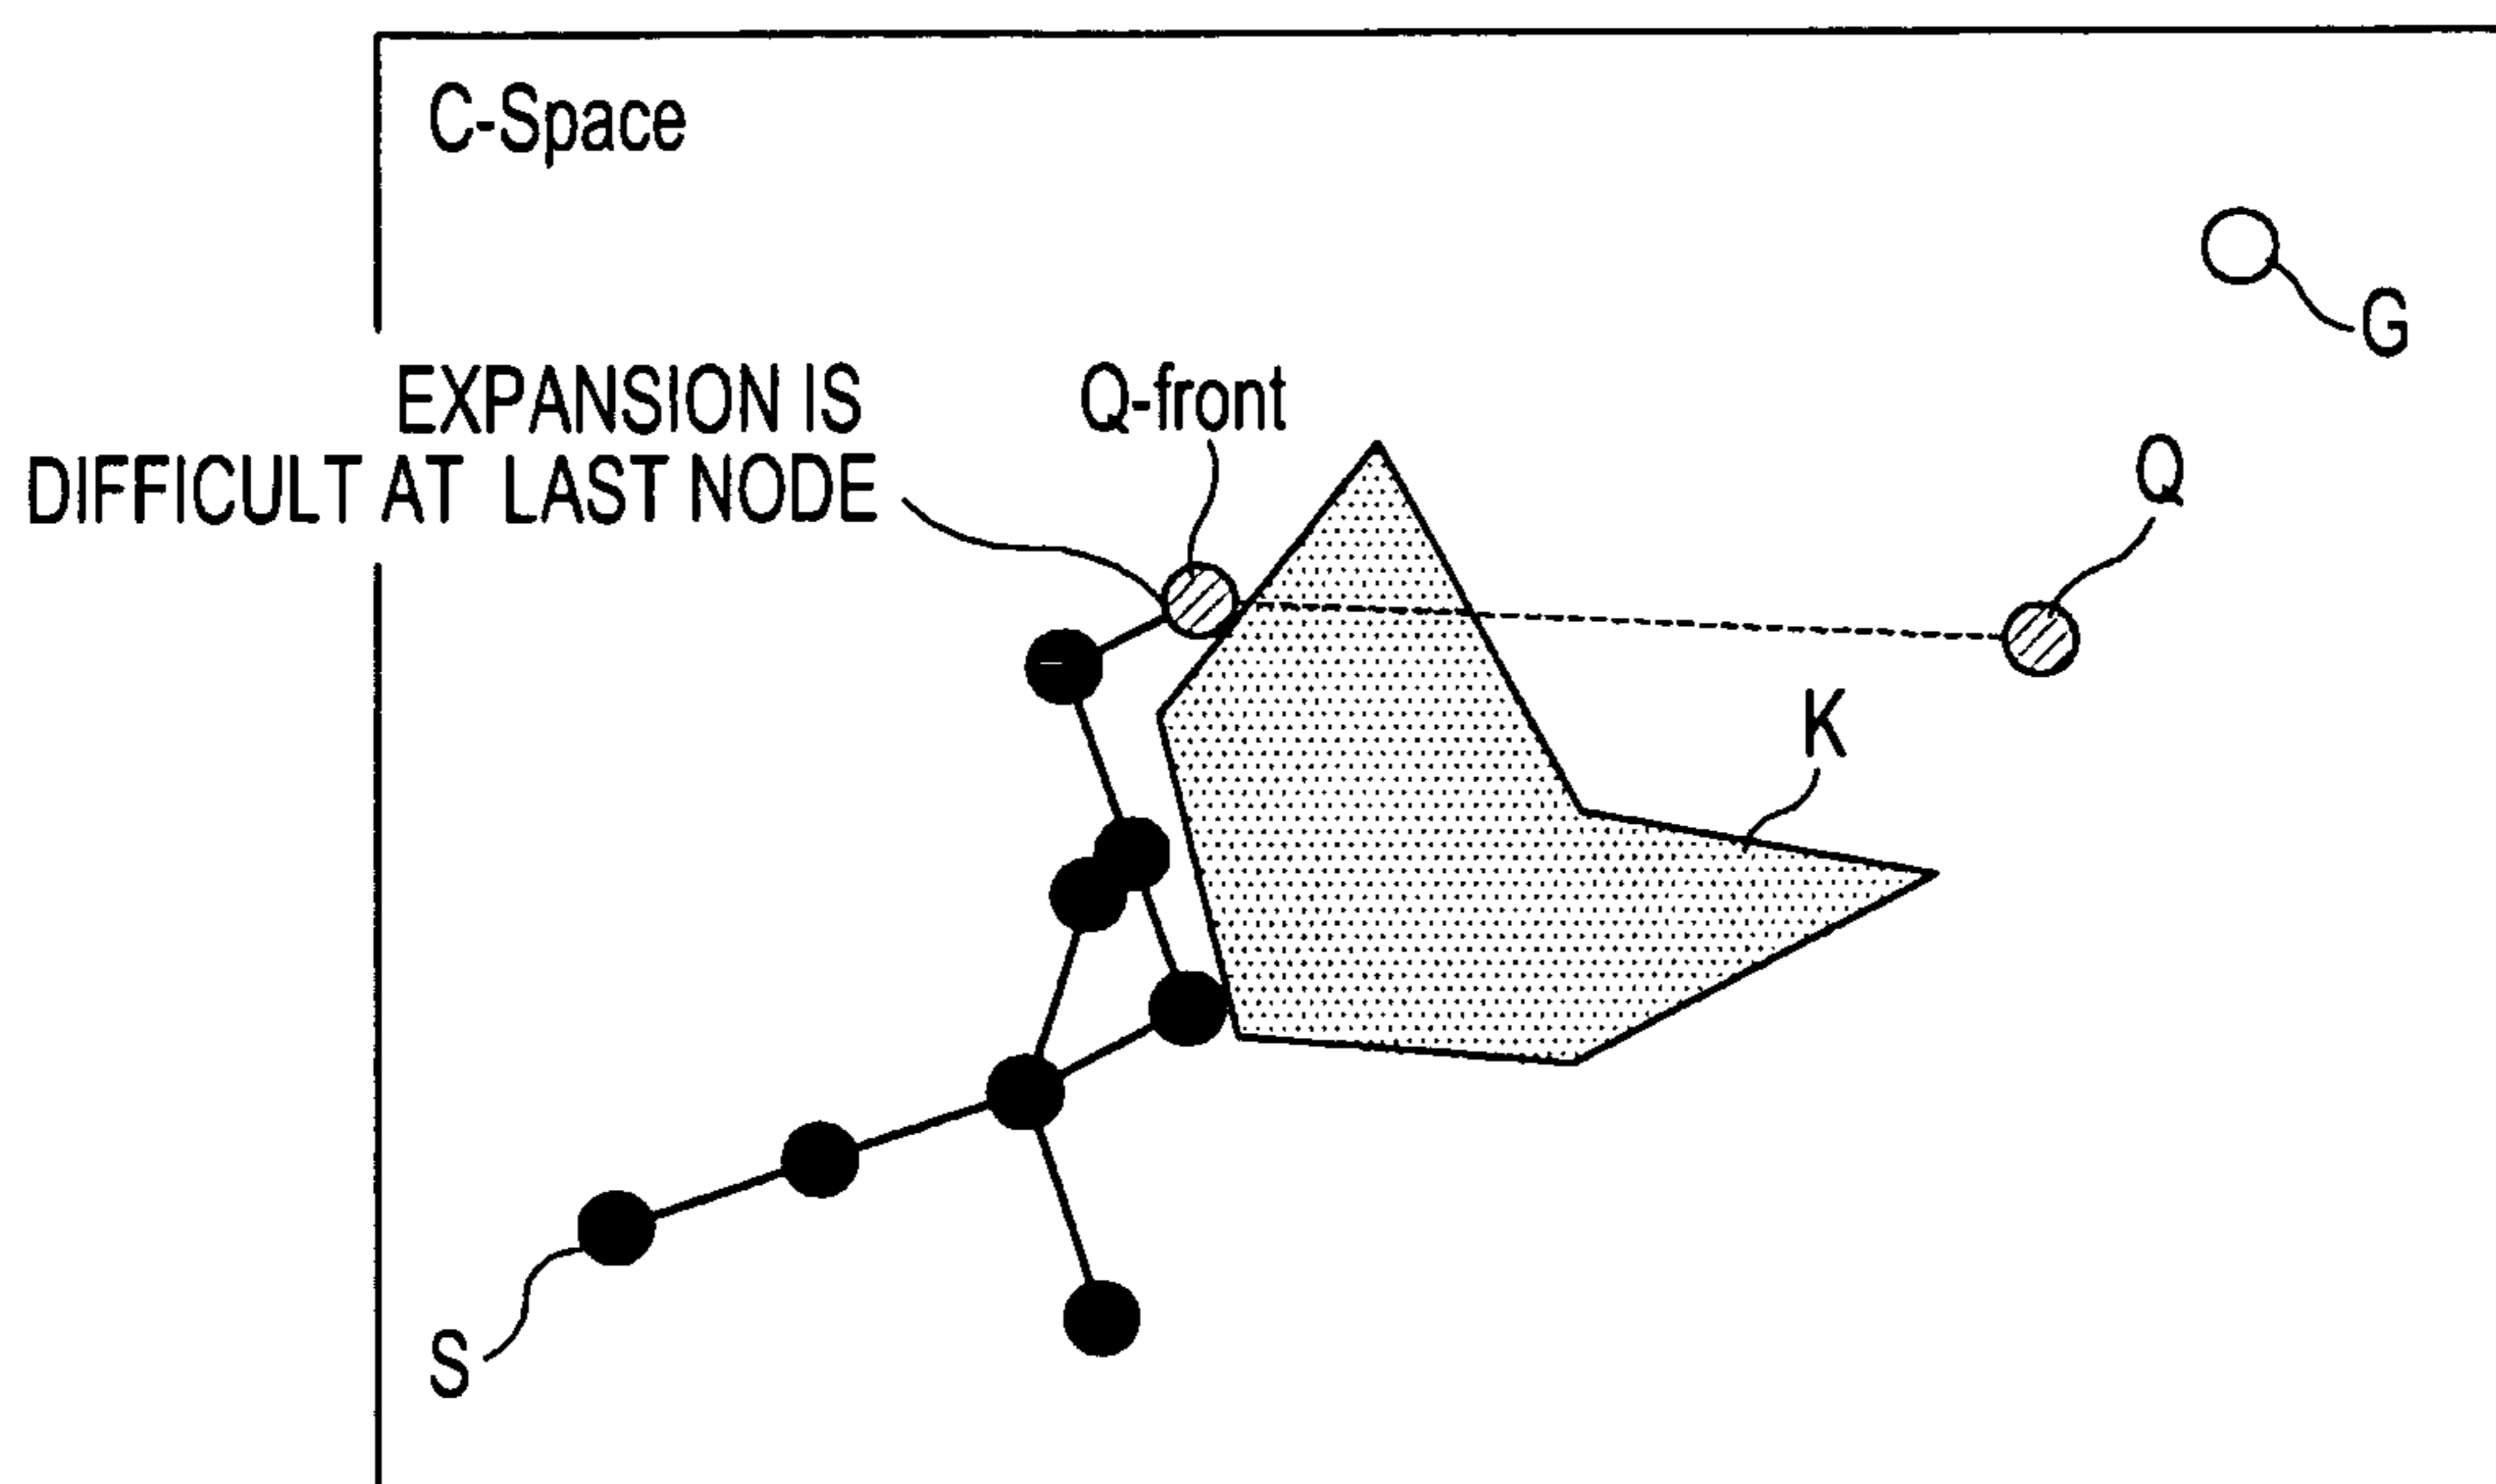 C-Space
G
EXPANSION IS
DIFFICULT AT LAST NODE
Q-front
Q
K
S